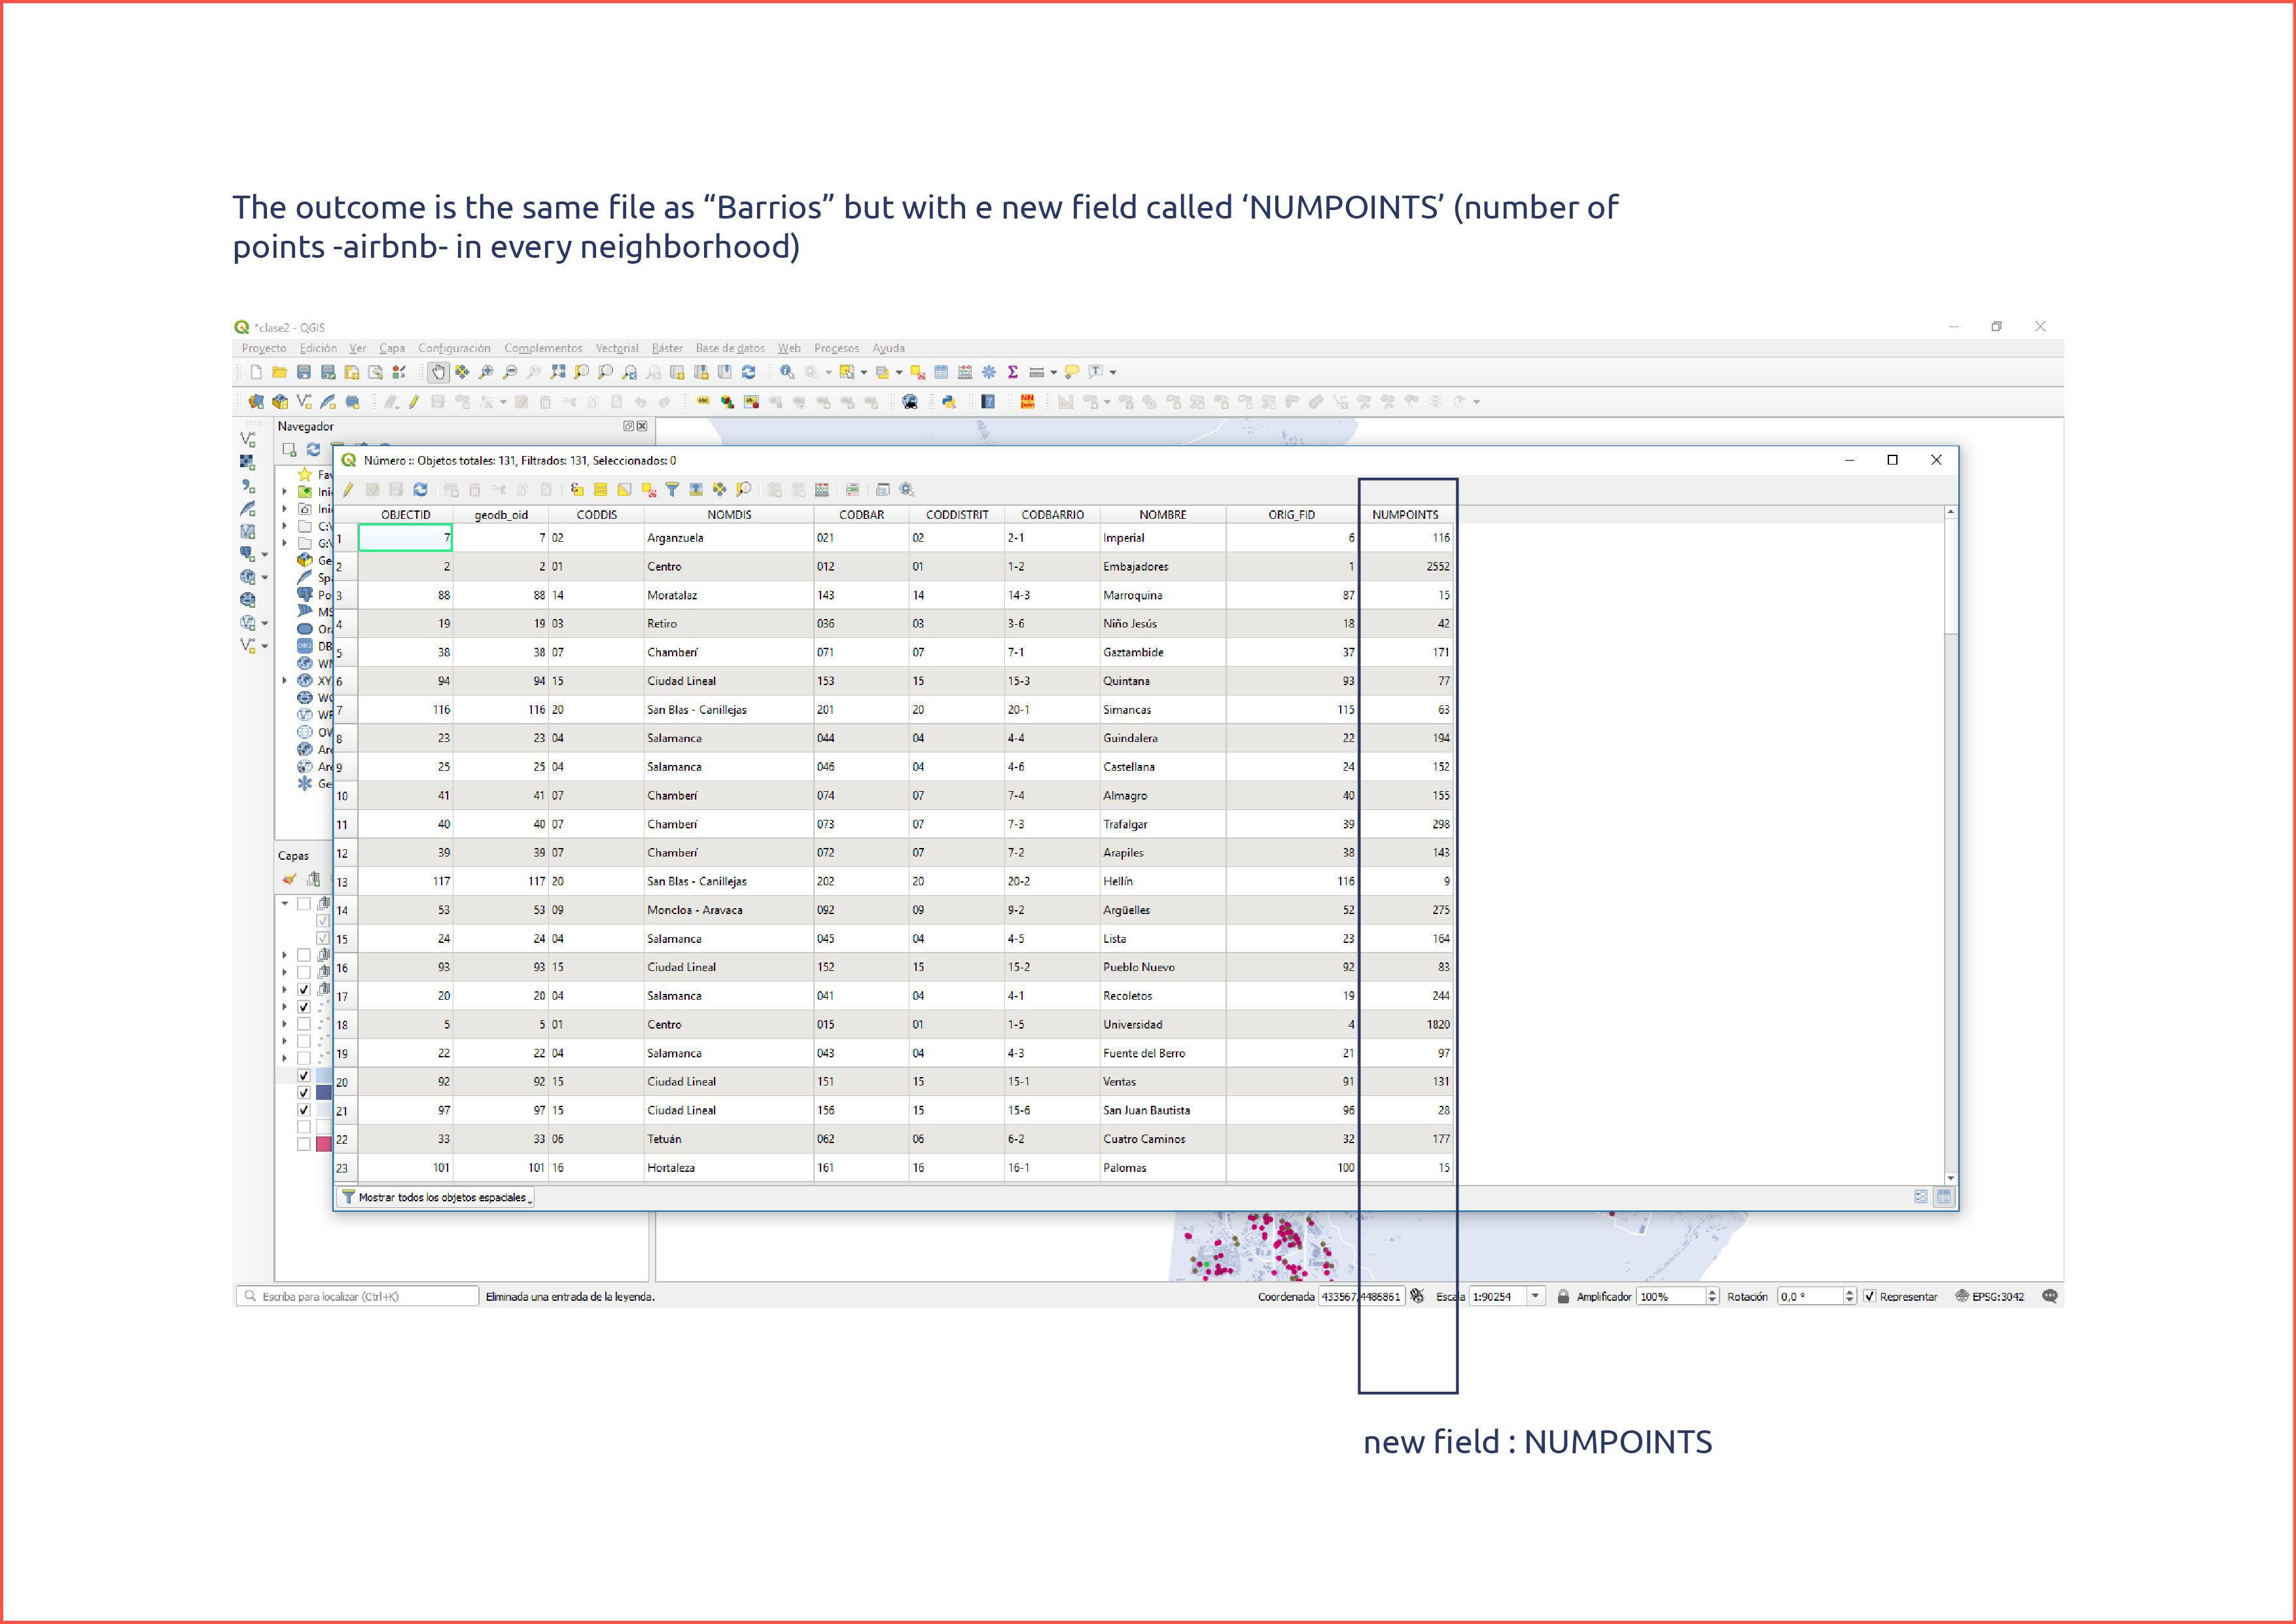 The outcome is the same file as “Barrios” but with e new field called ‘NUMPOINTS’ (number of
points -airbnb- in every neighborhood)
*clase2 - QGIS
Proyecto Edición Ver Capa Configuración Complementos Vectorial Ráster Base de datos Web Procesos Ayuda
Navegador
Número :: Objetos totales: 131, Filtrados: 131, Seleccionados: 0
OBJECTID geodb_oid CODDIS NOMDIS CODBAR CODDISTRIT CODBARRIO NOMBRE ORIG_FID NUMPOINTS
1 7 7 02 Arganzuela 021 02 2-1 Imperial 6 116
2 2 2 01 Centro 012 01 1-2 Embajadores 1 2552
3 88 88 14 Moratalaz 143 14 14-3 Marroquina 87 15
4 19 19 03 Retiro 036 03 3-6 Niño Jesús 18 42
5 38 38 07 Chamberí 071 07 7-1 Gaztambide 37 171
6 94 94 15 Ciudad Lineal 153 15 15-3 Quintana 93 77
7 116 116 20 San Blas - Canillejas 201 20 20-1 Simancas 115 63
8 23 23 04 Salamanca 044 04 4-4 Guindalera 22 194
9 25 25 04 Salamanca 046 04 4-6 Castellana 24 152
10 41 41 07 Chamberí 074 07 7-4 Almagro 40 155
11 40 40 07 Chamberí 073 07 7-3 Trafalgar 39 298
12 39 39 07 Chamberí 072 07 7-2 Arapiles 38 143
13 117 117 20 San Blas - Canillejas 202 20 20-2 Hellín 116 9
14 53 53 09 Moncloa - Aravaca 092 09 9-2 Argüelles 52 275
15 24 24 04 Salamanca 045 04 4-5 Lista 23 164
16 93 93 15 Ciudad Lineal 152 15 15-2 Pueblo Nuevo 92 83
17 20 20 04 Salamanca 041 04 4-1 Recoletos 19 244
18 5 5 01 Centro 015 01 1-5 Universidad 4 1820
19 22 22 04 Salamanca 043 04 4-3 Fuente del Berro 21 97
20 92 92 15 Ciudad Lineal 151 15 15-1 Ventas 91 131
21 97 97 15 Ciudad Lineal 156 15 15-6 San Juan Bautista 96 28
22 33 33 06 Tetuán 062 06 6-2 Cuatro Caminos 32 177
23 101 101 16 Hortaleza 161 16 16-1 Palomas 100 15
Capas
Mostrar todos los objetos espaciales
Escriba para localizar (Ctrl+K) Eliminada una entrada de la leyenda. Coordenada 433567,4486861 Escala 1:90254 Amplificador 100% Rotación 0,0 ° Representar EPSG:3042
new field : NUMPOINTS